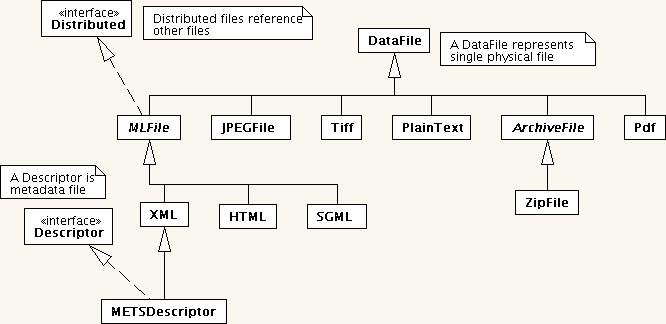 «interface»
Distributed
Distributed files reference
other files
DataFile
A DataFile represents
single physical file
MLFile
JPEGFile
Tiff
PlainText
ArchiveFile
Pdf
A Descriptor is
metadata file
«interface»
Descriptor
XML
HTML
SGML
ZipFile
METSDescriptor